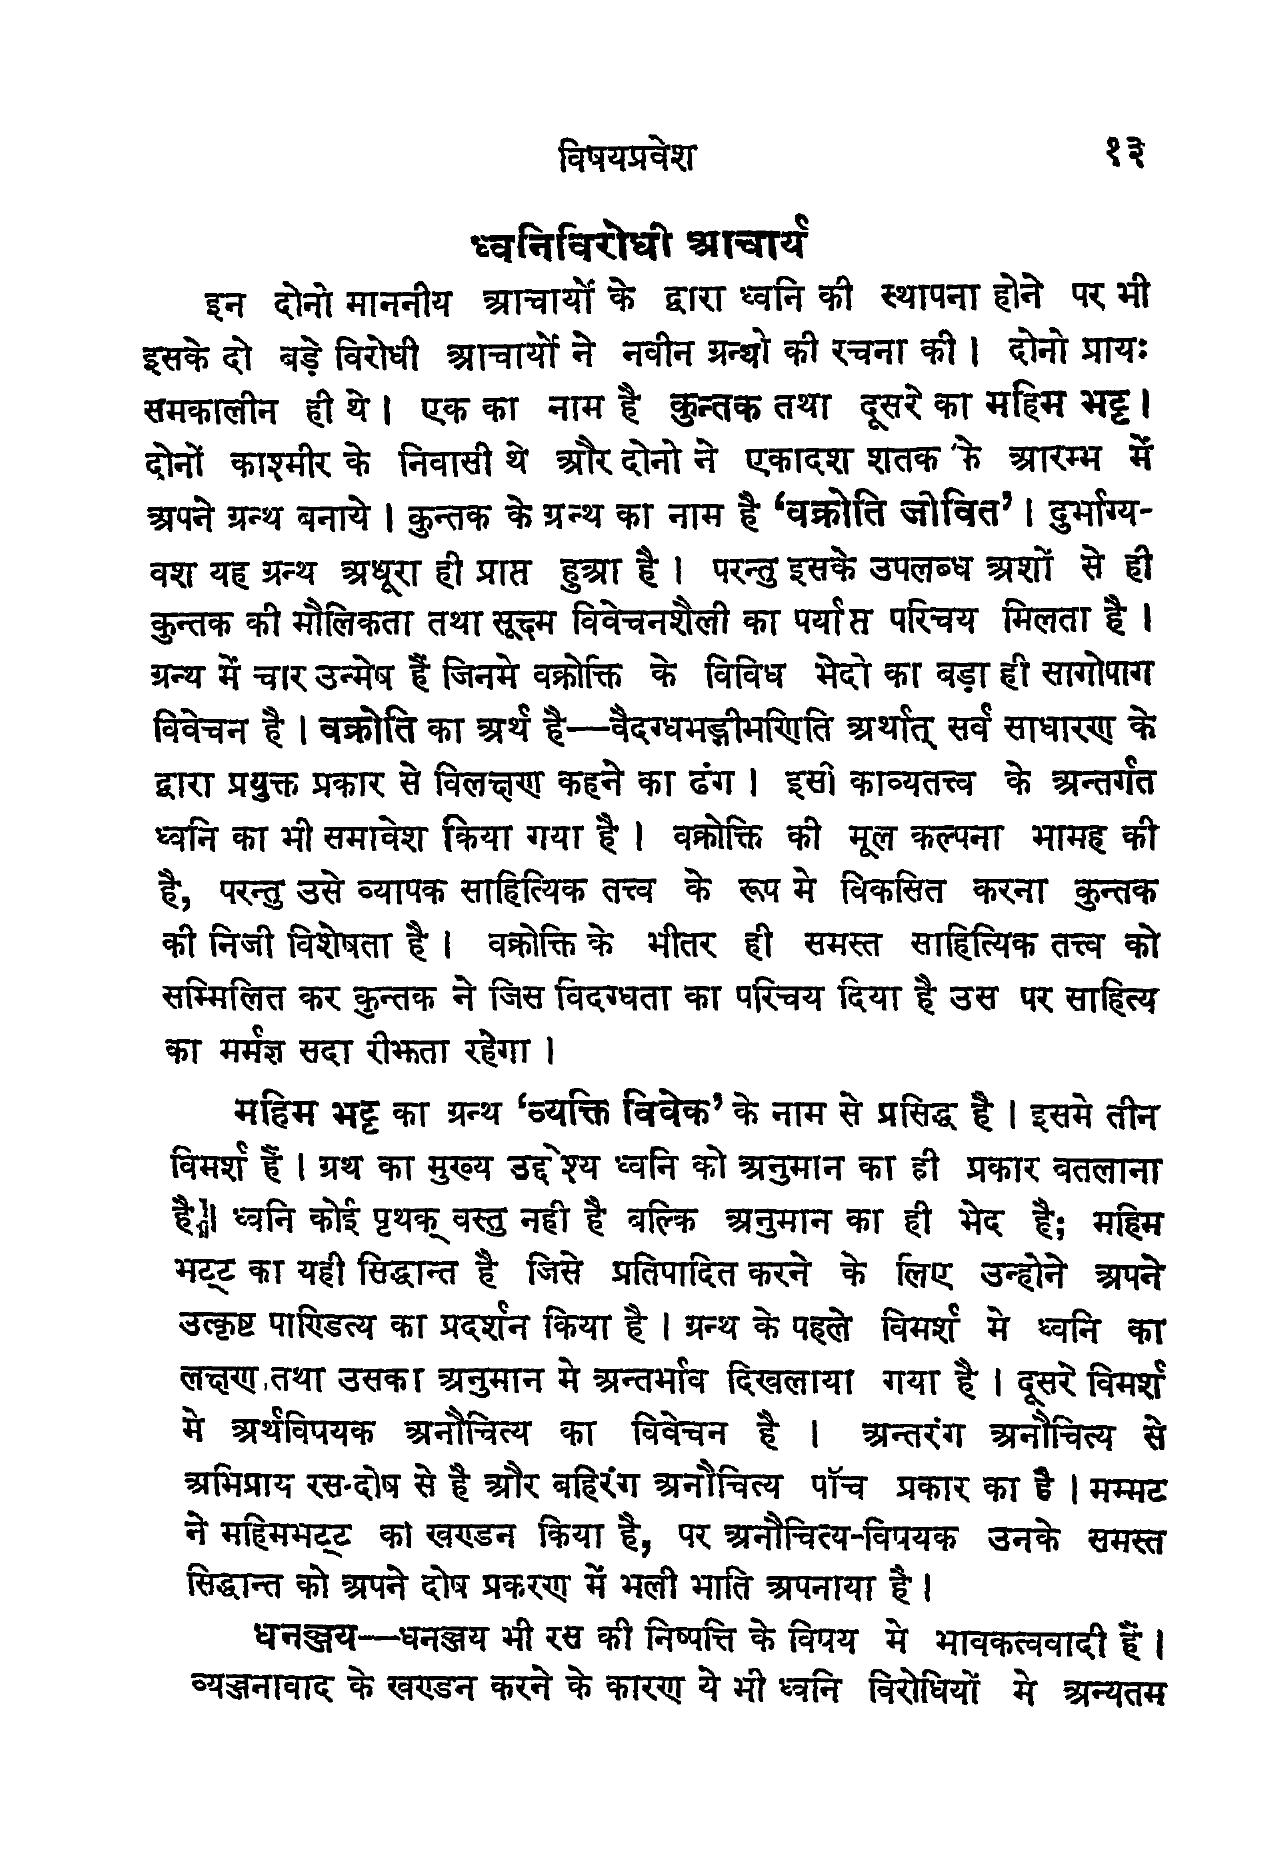 विषयप्रवेश १३
ध्वनिविरोधी आचार्य
इन दोनो माननीय आचार्यो के द्वारा ध्वनि की स्थापना होने पर भी
इसके दो बड़े विरोधी आचार्यो ने नवीन ग्रन्थो की रचना की। दोनो प्रायः
समकालीन ही थे। एक का नाम है कुन्तक तथा दूसरे का महिम भट्ट।
दोनों काश्मीर के निवासी थे और दोनो ने एकादश शतक के आरम्भ में
अपने ग्रन्थ बनाये। कुन्तक के ग्रन्थ का नाम है ‘वक्रोति जोवित’। दुर्भाग्य-
वश यह ग्रन्थ अधूरा ही प्राप्त हुआ है। परन्तु इसके उपलब्ध अशों से ही
कुन्तक की मौलिकता तथा सूक्ष्म विवेचनशैली का पर्याप्त परिचय मिलता है।
ग्रन्थ में चार उन्मेष हैं जिनमे वक्रोक्ति के विविध भेदो का बड़ा ही सागोपाग
विवेचन है। वक्रोति का अर्थ है—वैदग्धभङ्गीभणिति अर्थात् सर्व साधारण के
द्वारा प्रयुक्त प्रकार से विलक्षण कहने का ढंग। इसी काव्यतत्त्व के अन्तर्गत
ध्वनि का भी समावेश किया गया है। वक्रोक्ति की मूल कल्पना भामह की
है, परन्तु उसे व्यापक साहित्यिक तत्त्व के रूप मे विकसित करना कुन्तक
की निजी विशेषता है। वक्रोक्ति के भीतर ही समस्त साहित्यिक तत्त्व को
सम्मिलित कर कुन्तक ने जिस विदग्धता का परिचय दिया है उस पर साहित्य
का मर्मज्ञ सदा रीझता रहेगा।
महिम भट्ट का ग्रन्थ ‘व्यक्ति विवेक’ के नाम से प्रसिद्ध है। इसमे तीन
विमर्श हैं। ग्रथ का मुख्य उद्देश्य ध्वनि को अनुमान का ही प्रकार बतलाना
है। ध्वनि कोई पृथक् वस्तु नही है बल्कि अनुमान का ही भेद है; महिम
भट्ट का यही सिद्धान्त है जिसे प्रतिपादित करने के लिए उन्होने अपने
उत्कृष्ट पाण्डित्य का प्रदर्शन किया है। ग्रन्थ के पहले विमर्श मे ध्वनि का
लक्षण तथा उसका अनुमान मे अन्तर्भाव दिखलाया गया है। दूसरे विमर्श
मे अर्थविपयक अनौचित्य का विवेचन है। अन्तरंग अनौचित्य से
अभिप्राय रस-दोष से है और बहिरंग अनौचित्य पाँच प्रकार का है। मम्मट
ने महिमभट्ट का खण्डन किया है, पर अनौचित्य-विपयक उनके समस्त
सिद्धान्त को अपने दोष प्रकरण में भली भाति अपनाया है।
धनञ्जय—धनञ्जय भी रस की निष्पत्ति के विपय मे भावकत्ववादी हैं।
व्यञ्जनावाद के खण्डन करने के कारण ये भी ध्वनि विरोधियों मे अन्यतम